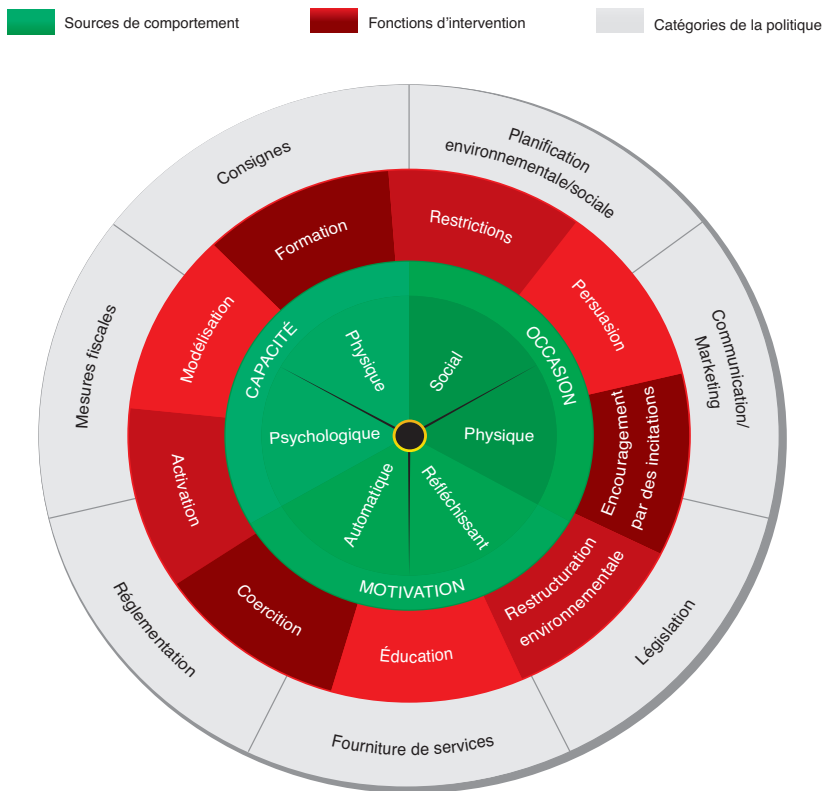 Sources de comportement
Fonctions d'intervention
Catégories de la politique
Consignes
Planification
environnementale/sociale
Communication/
Marketing
Législation
Fourniture de services
Réglementation
Mesures fiscales
Formation
Restrictions
Persuasion
Encouragement
par des incitations
Restructuration
environnementale
Éducation
Coercition
Activation
Modélisation
CAPACITÉ
OCCASION
MOTIVATION
Physique
Social
Physique
Réfléchissant
Automatique
Psychologique